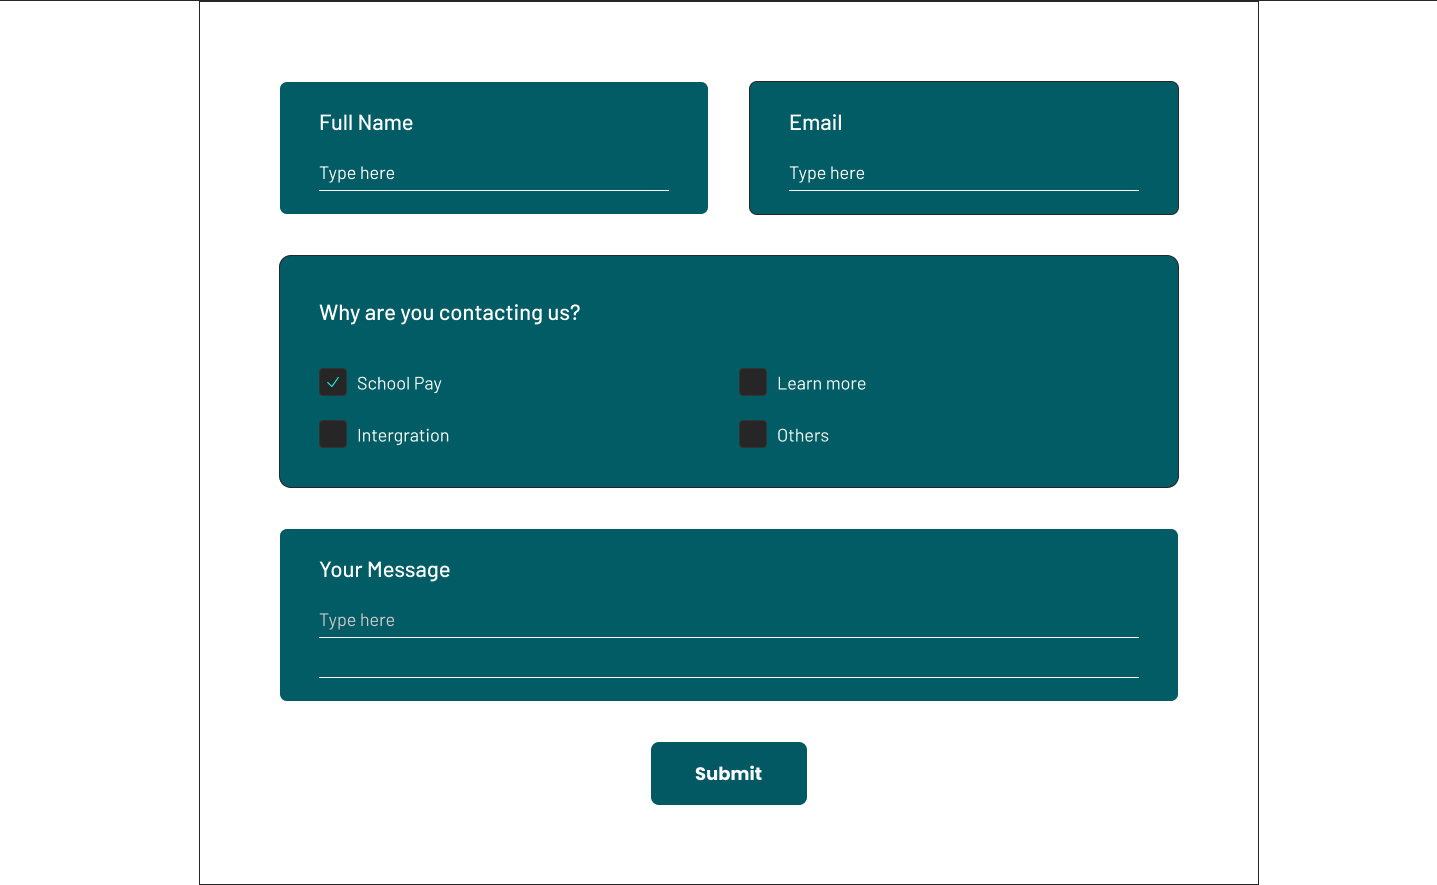 Full Name
Type here
Email
Type here
Why are you contacting us?
School Pay
Learn more
Intergration
Others
Your Message
Type here
Submit